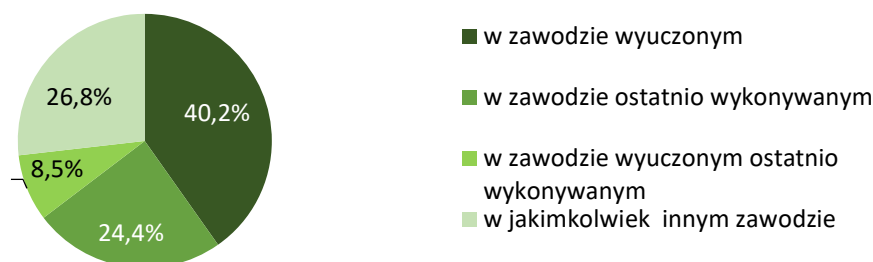 40,2%
24,4%
8,5%
26,8%
w zawodzie wyuczonym
w zawodzie ostatnio wykonywanym
w zawodzie wyuczonym ostatnio
wykonywanym
w jakimkolwiek innym zawodzie